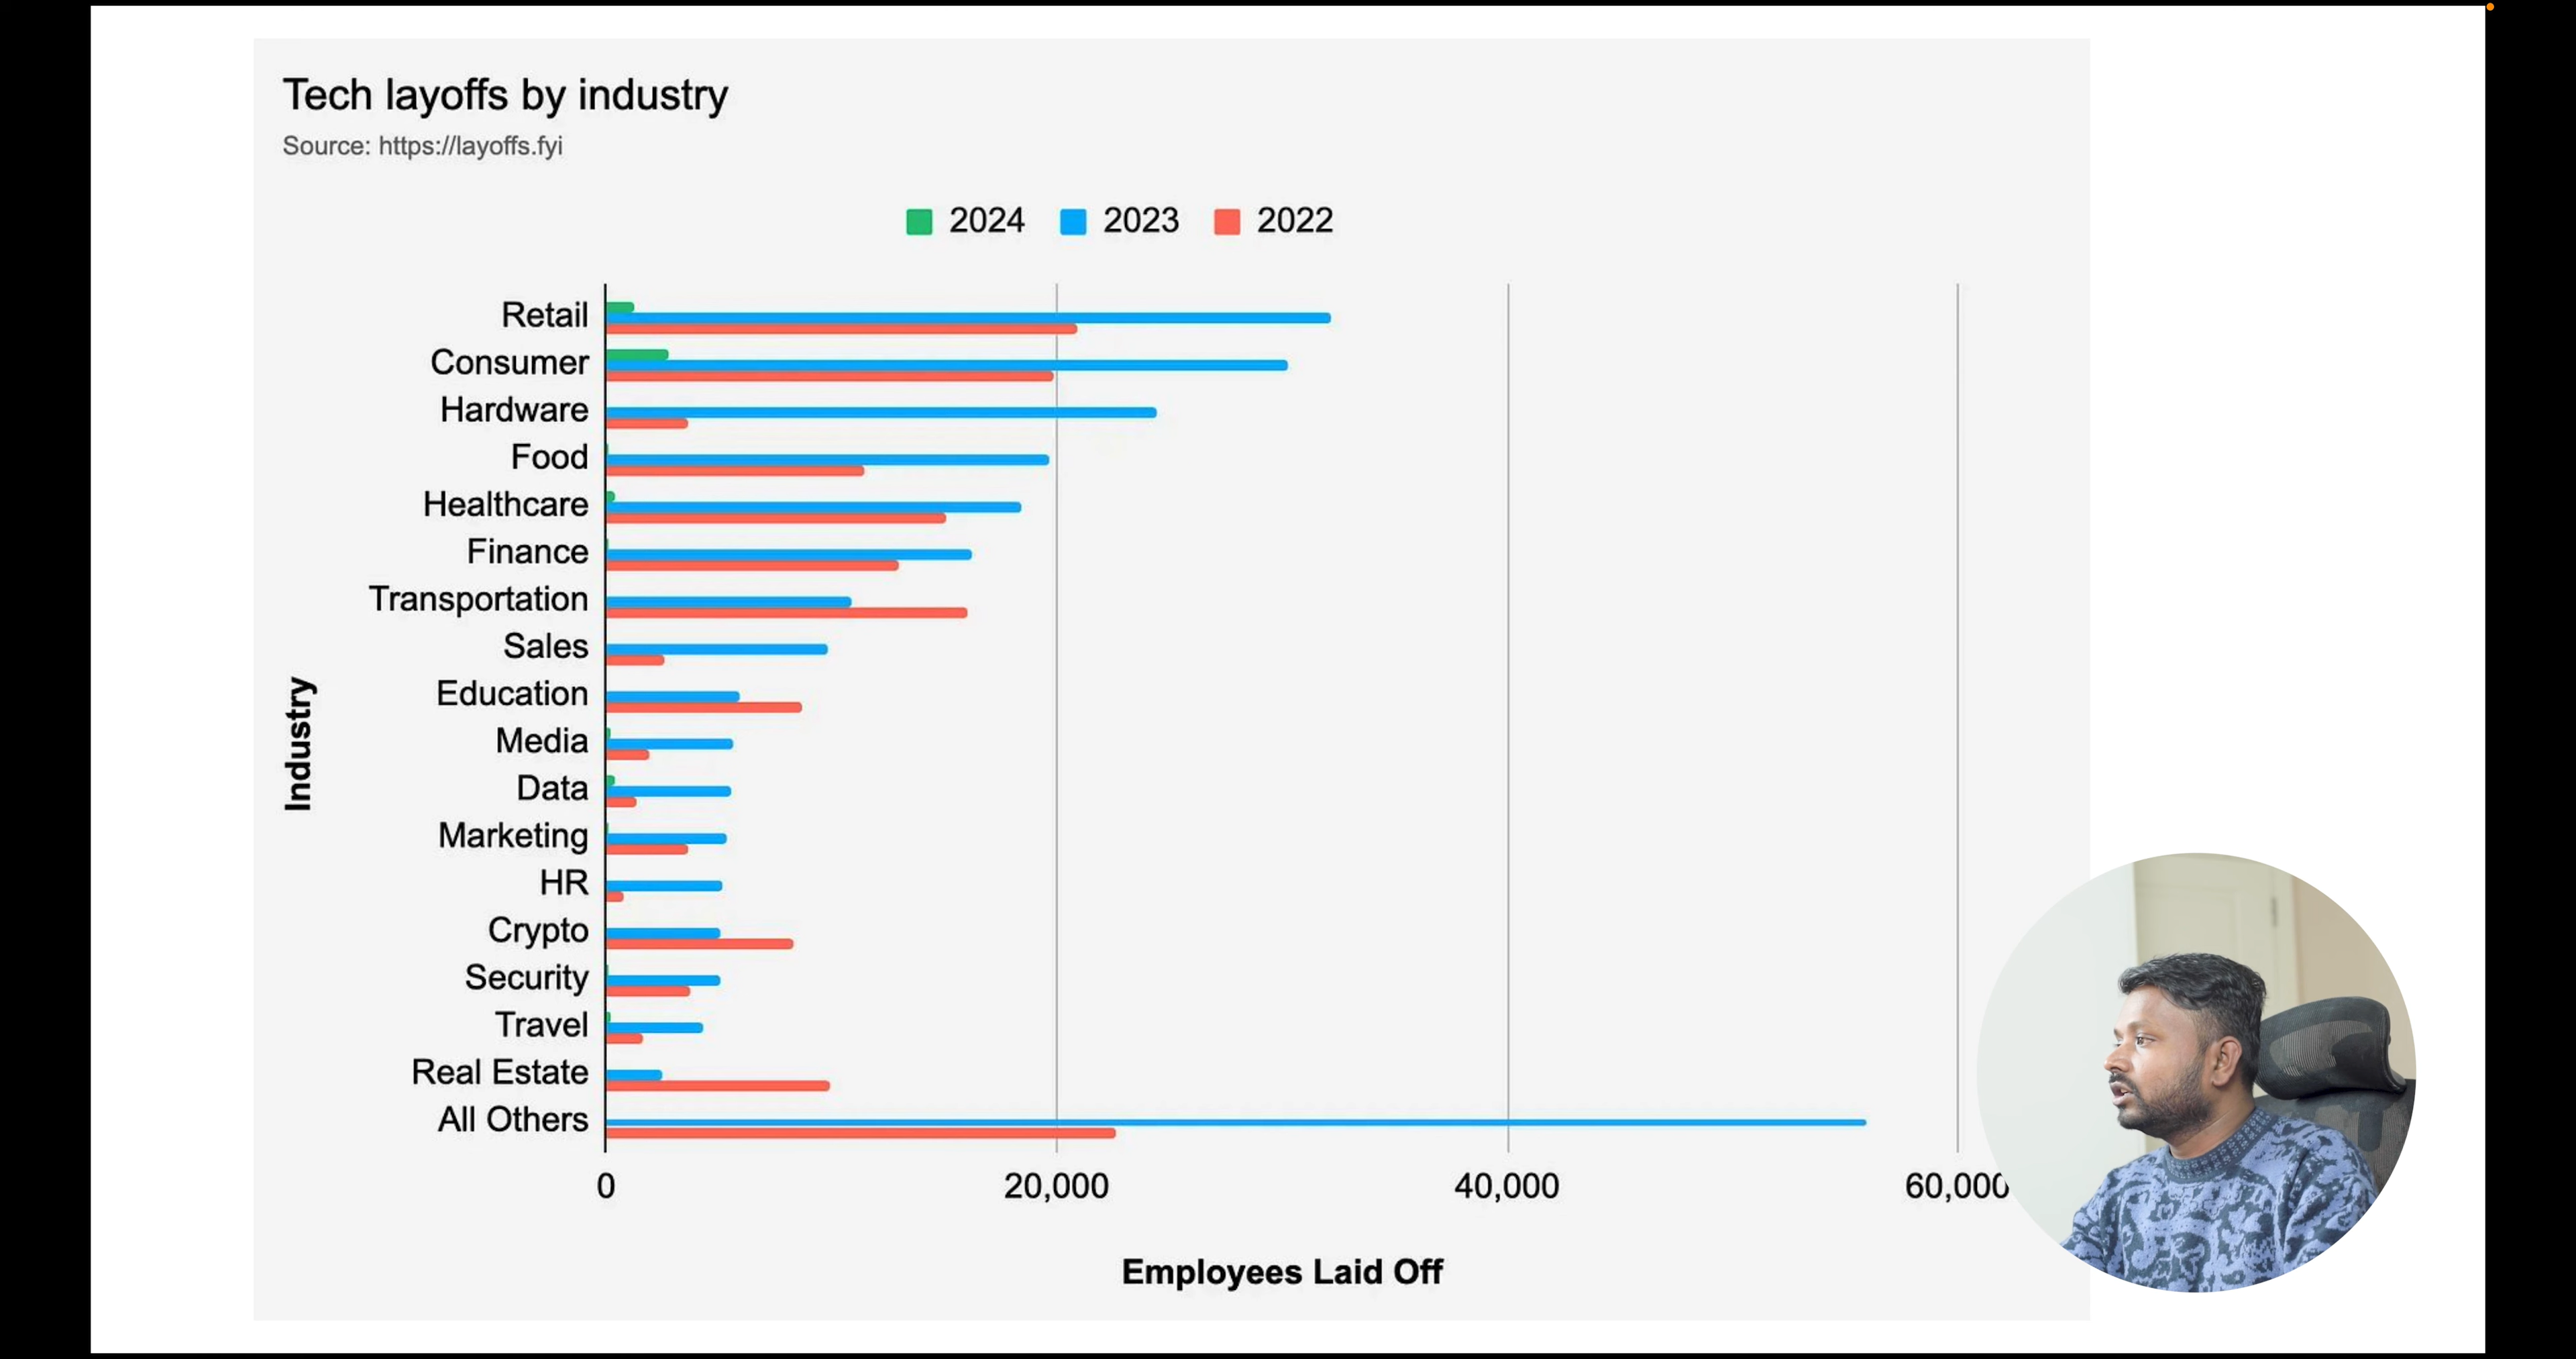 Tech layoffs by industry
Source: https://layoffs.fyi
2024 2023 2022
Retail
Consumer
Hardware
Food
Healthcare
Finance
Transportation
Sales
Education
Media
Data
Marketing
HR
Crypto
Security
Travel
Real Estate
All Others
Industry
0 20,000 40,000 60,000
Employees Laid Off